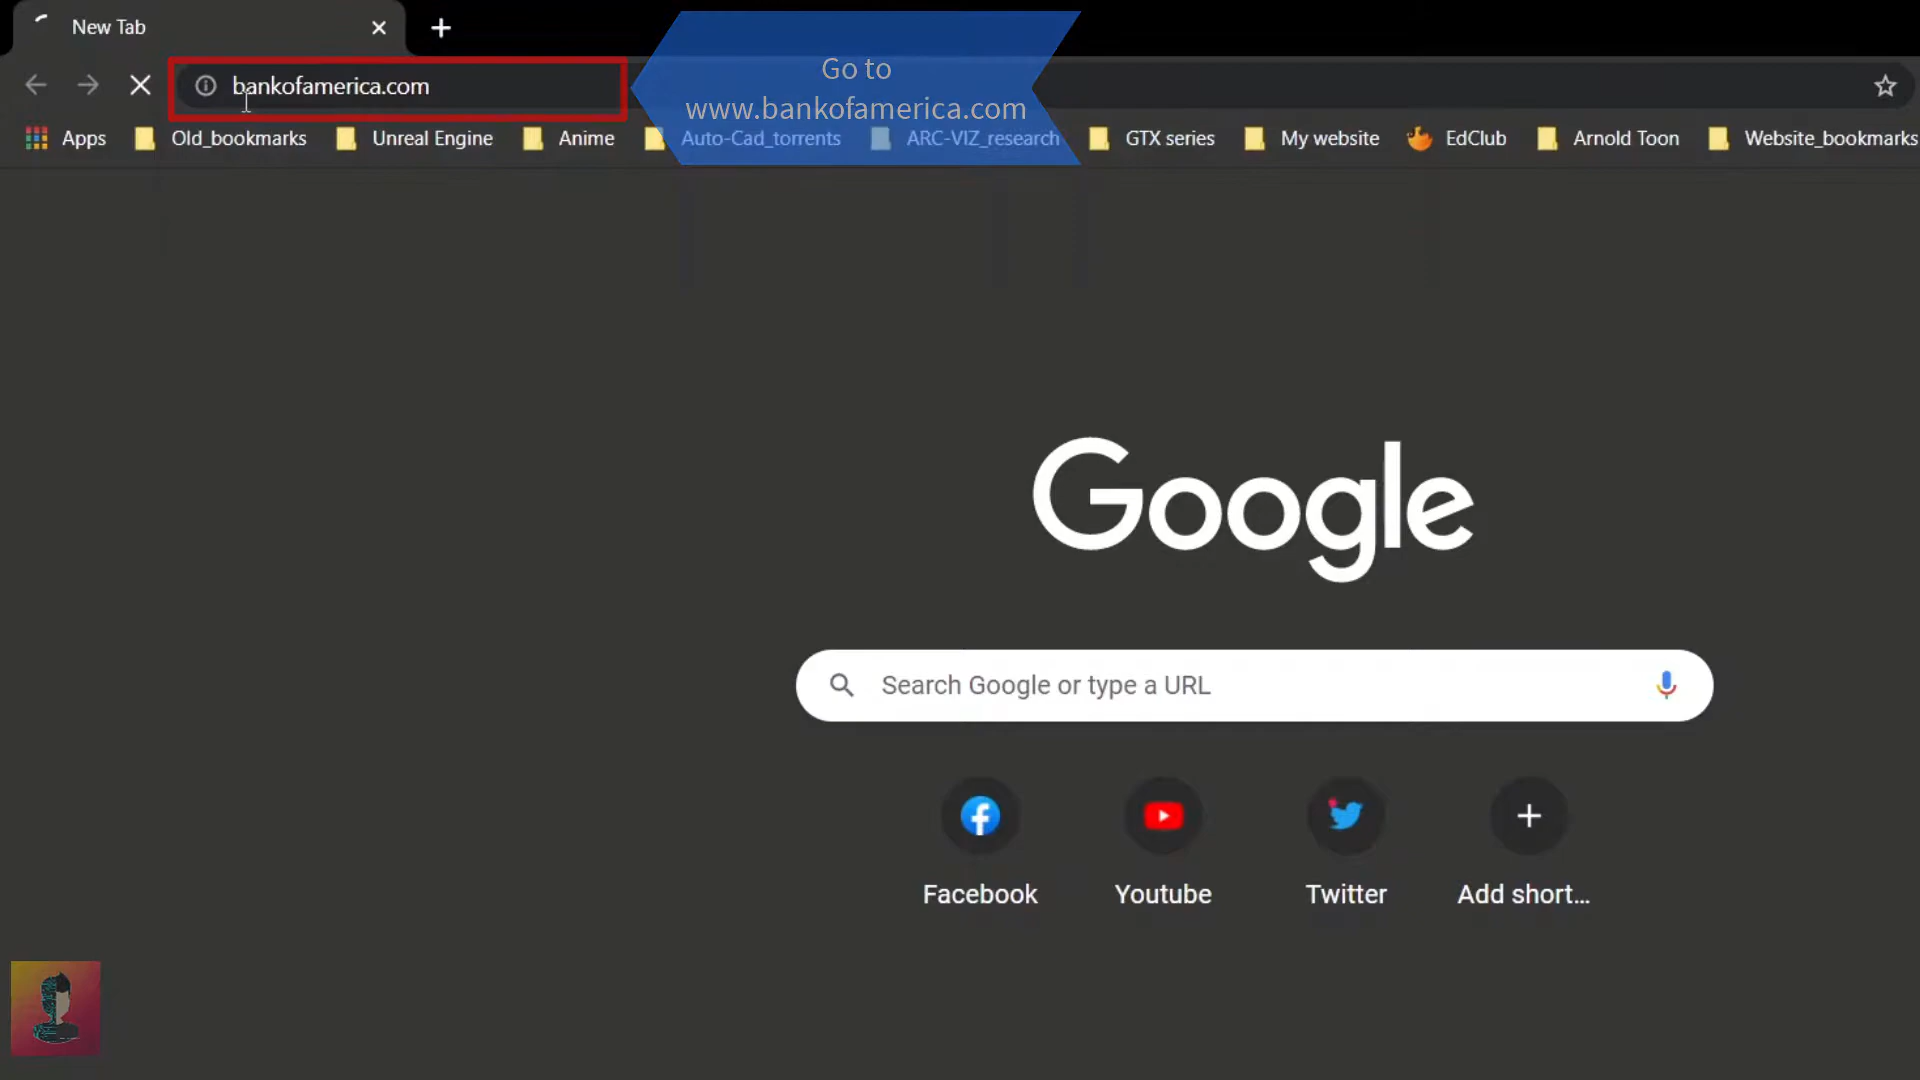 New Tab
bankofamerica.com
Go to
www.bankofamerica.com
Apps Old_bookmarks Unreal Engine Anime Auto-Cad_torrents ARC-VIZ_research GTX series My website EdClub Arnold Toon Website_bookmarks
Google
Search Google or type a URL
Facebook Youtube Twitter Add short...